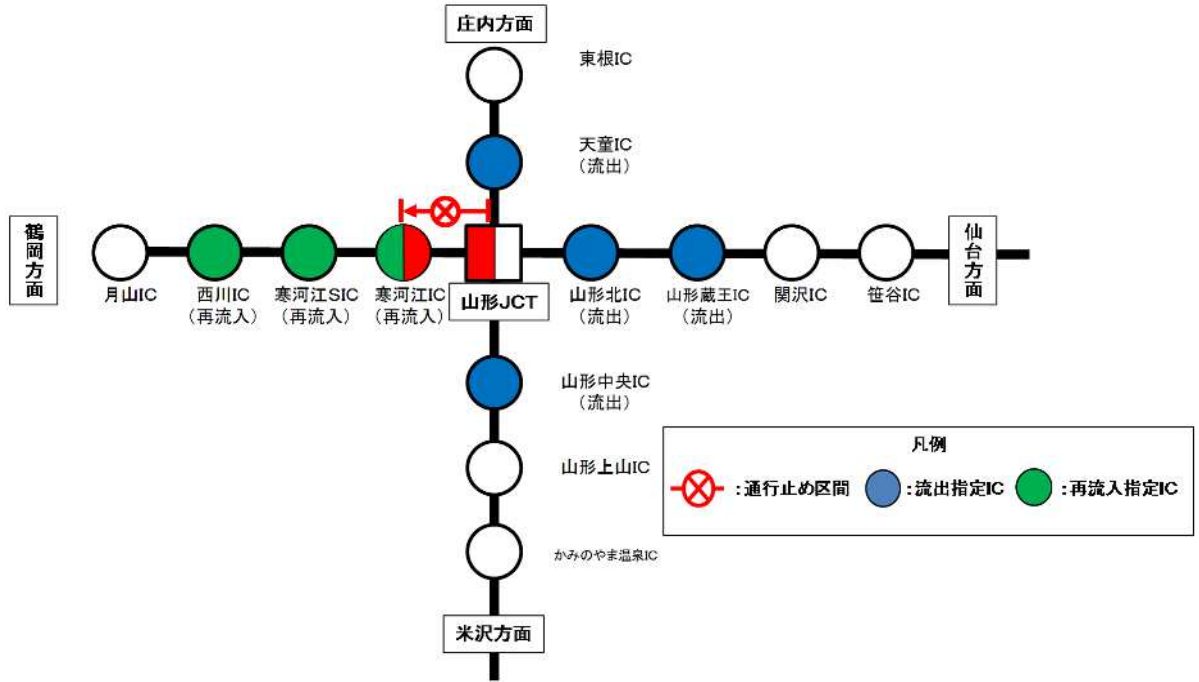 庄内方面
東根IC
天童IC
(流出)
鶴岡方面
仙台方面
月山IC
西川IC
(再流入)
寒河江SIC
(再流入)
寒河江IC
(再流入)
山形JCT
山形北IC
(流出)
山形蔵王IC
(流出)
関沢IC
笹谷IC
山形中央IC
(流出)
山形上山IC
かみのやま温泉IC
米沢方面
凡例
:通行止め区間
:流出指定IC
:再流入指定IC